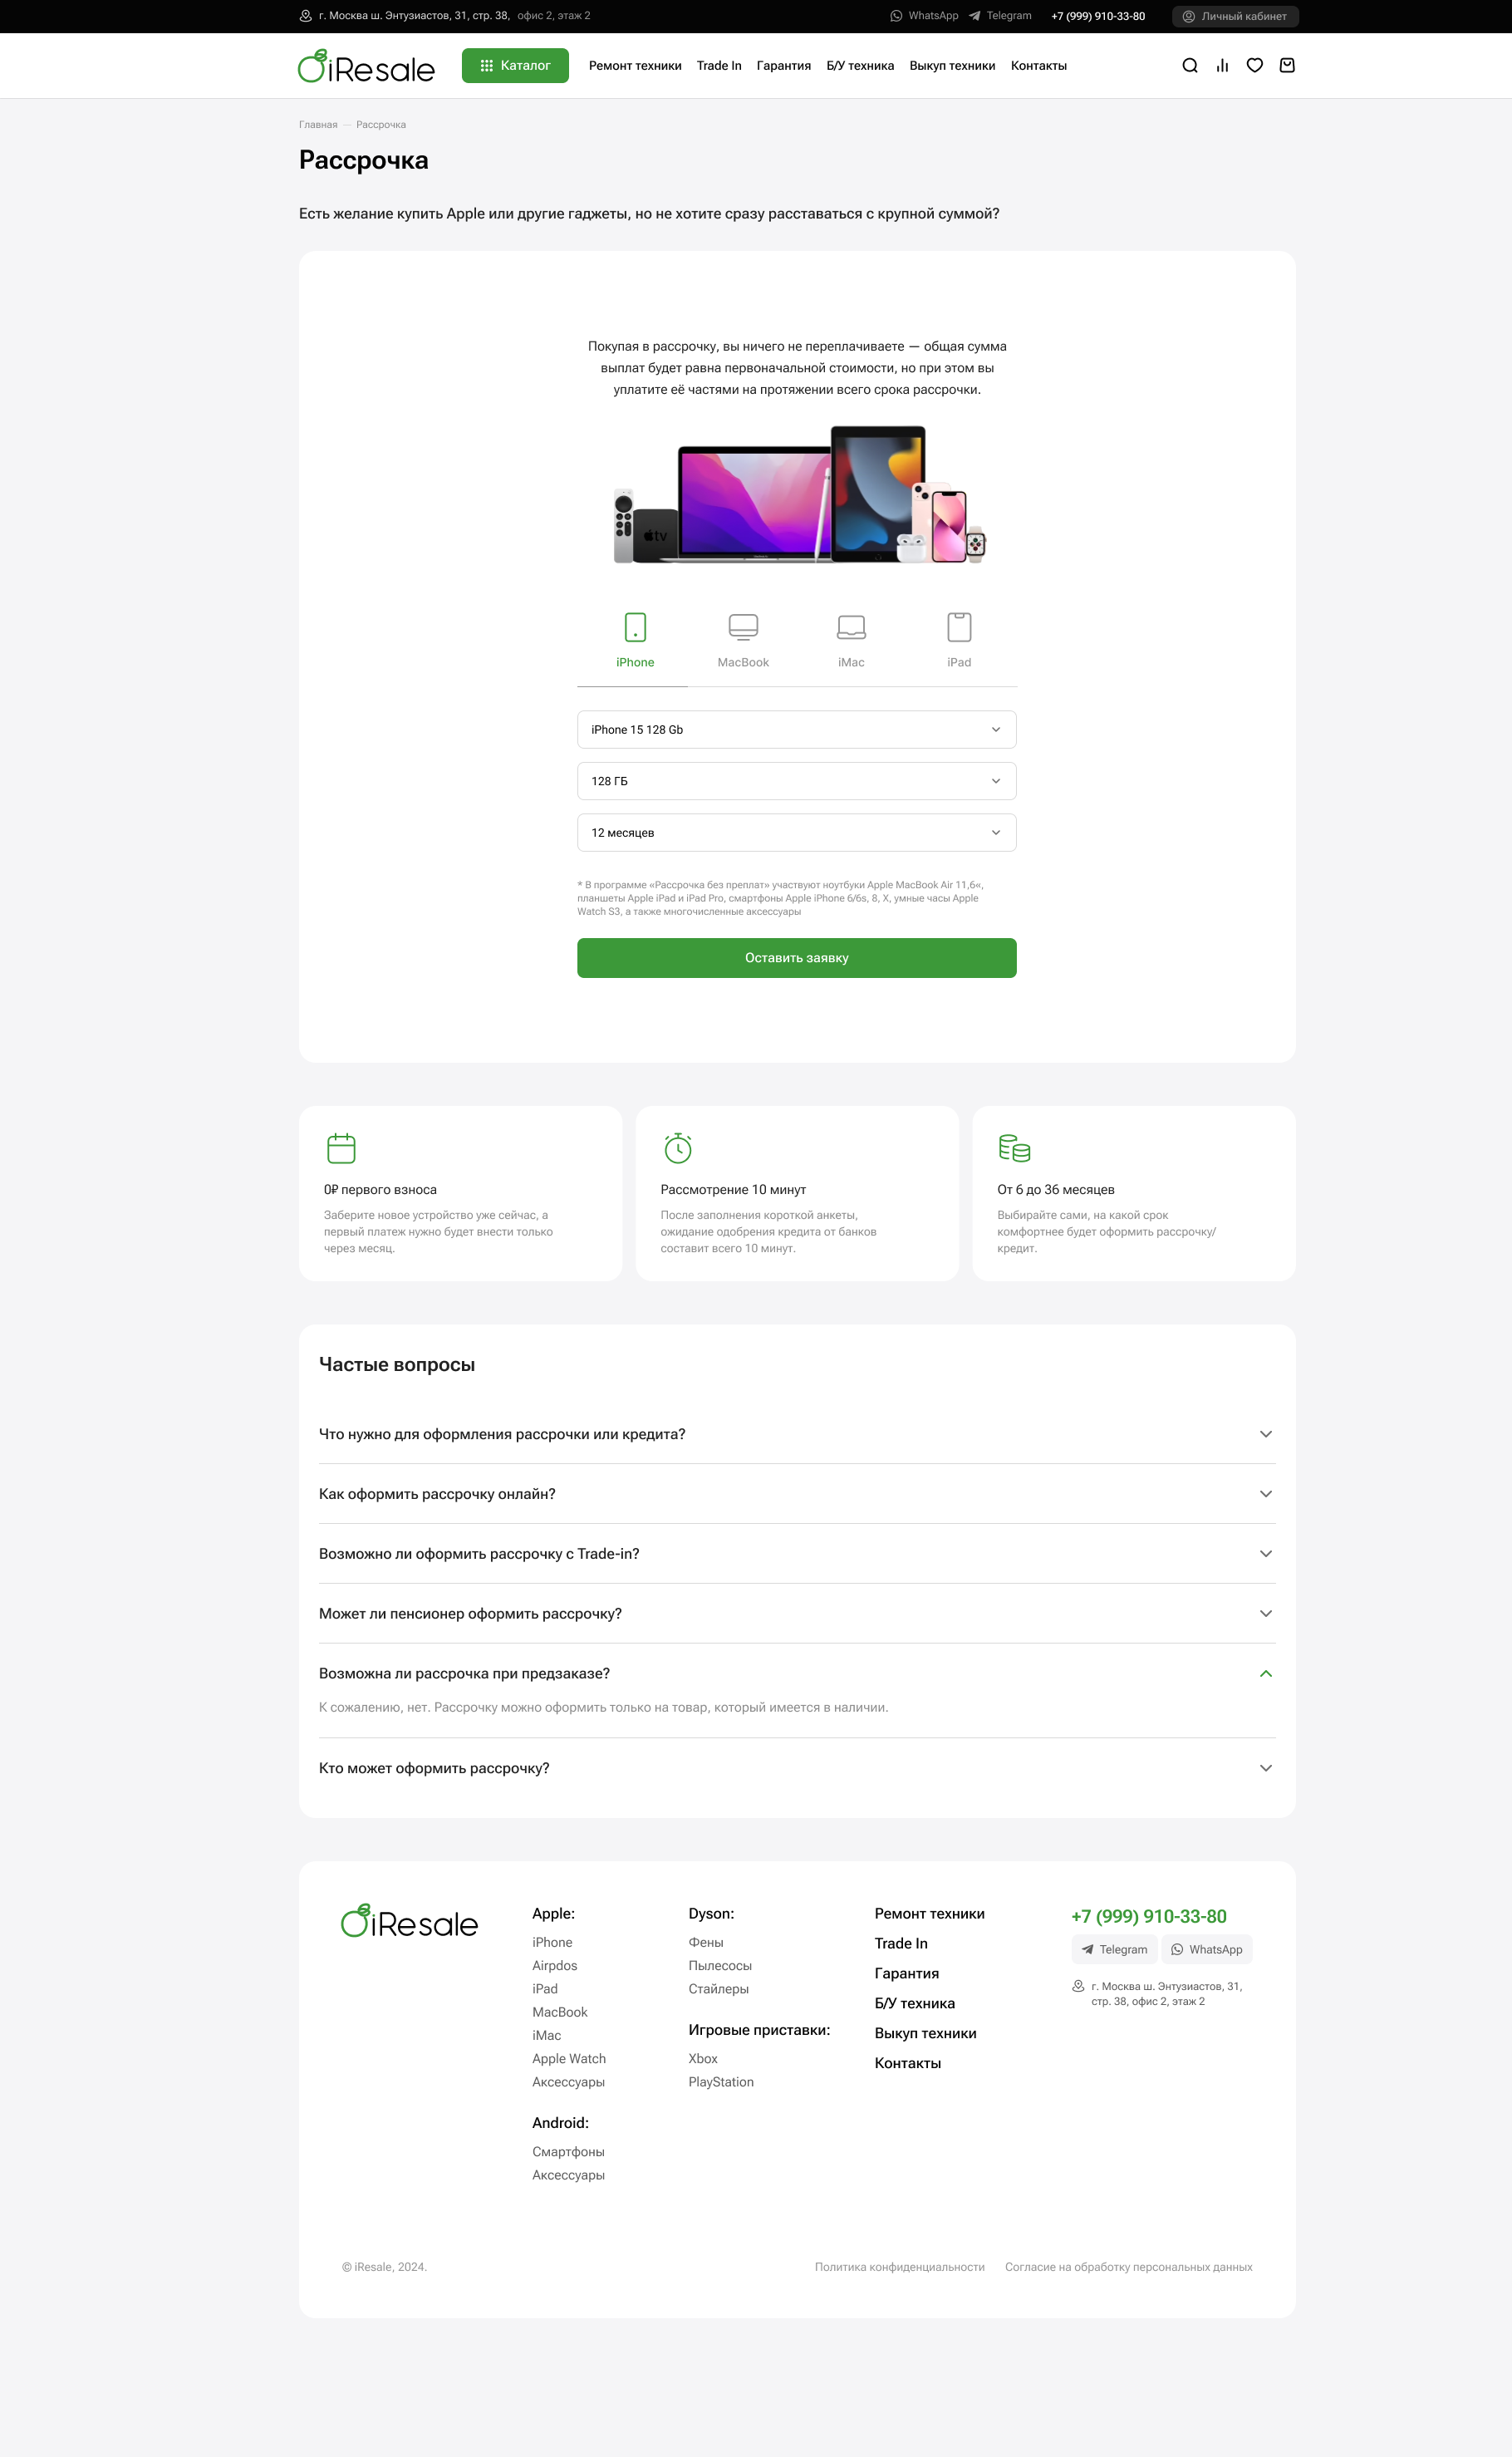 г. Москва ш. Энтузиастов, 31, стр. 38, офис 2, этаж 2
WhatsApp Telegram +7 (999) 910-33-80 Личный кабинет
iResale
Каталог
Ремонт техники Trade In Гарантия Б/У техника Выкуп техники Контакты
Главная — Рассрочка
Рассрочка
Есть желание купить Apple или другие гаджеты, но не хотите сразу расставаться с крупной суммой?
Покупая в рассрочку, вы ничего не переплачиваете — общая сумма
выплат будет равна первоначальной стоимости, но при этом вы
уплатите её частями на протяжении всего срока рассрочки.
tv
iPhone MacBook iMac iPad
iPhone 15 128 Gb
128 ГБ
12 месяцев
* В программе «Рассрочка без преплат» участвуют ноутбуки Apple MacBook Air 11,6«,
планшеты Apple iPad и iPad Pro, смартфоны Apple iPhone 6/6s, 8, X, умные часы Apple
Watch S3, а также многочисленные аксессуары
Оставить заявку
0₽ первого взноса
Заберите новое устройство уже сейчас, а
первый платеж нужно будет внести только
через месяц.
Рассмотрение 10 минут
После заполнения короткой анкеты,
ожидание одобрения кредита от банков
составит всего 10 минут.
От 6 до 36 месяцев
Выбирайте сами, на какой срок
комфортнее будет оформить рассрочку/
кредит.
Частые вопросы
Что нужно для оформления рассрочки или кредита?
Как оформить рассрочку онлайн?
Возможно ли оформить рассрочку с Trade-in?
Может ли пенсионер оформить рассрочку?
Возможна ли рассрочка при предзаказе?
К сожалению, нет. Рассрочку можно оформить только на товар, который имеется в наличии.
Кто может оформить рассрочку?
iResale
Apple:
iPhone
Airpdos
iPad
MacBook
iMac
Apple Watch
Аксессуары
Android:
Смартфоны
Аксессуары
Dyson:
Фены
Пылесосы
Стайлеры
Игровые приставки:
Xbox
PlayStation
Ремонт техники
Trade In
Гарантия
Б/У техника
Выкуп техники
Контакты
+7 (999) 910-33-80
Telegram WhatsApp
г. Москва ш. Энтузиастов, 31,
стр. 38, офис 2, этаж 2
© iResale, 2024.
Политика конфиденциальности Согласие на обработку персональных данных